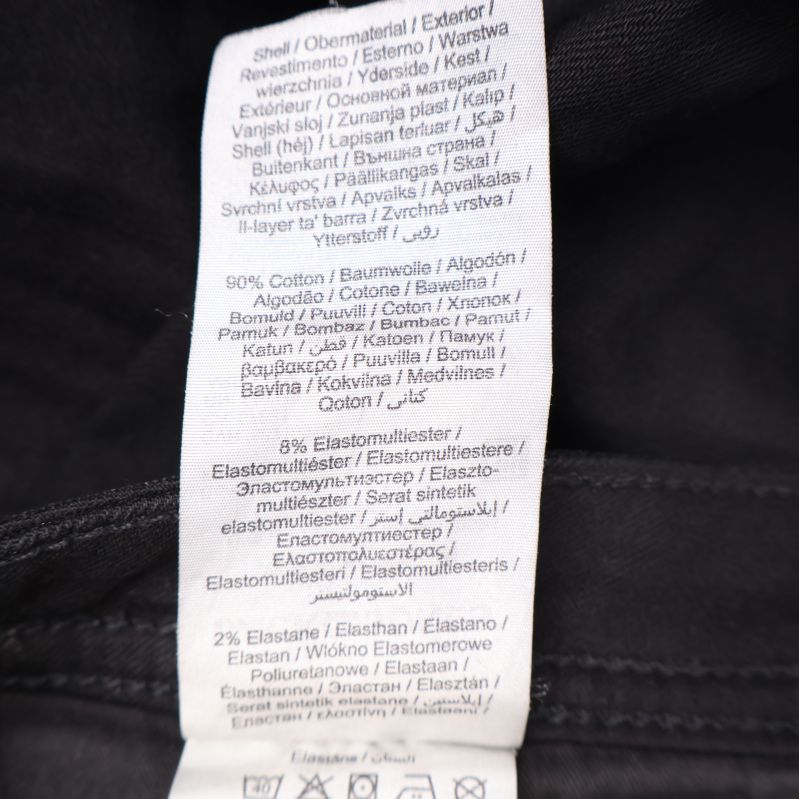 Shell / Obermaterial / Exterior /
Revestimento / Esterno / Warstwa
wierzchnia / Yderside / Kest /
Extérieur / Основной материал /
Vanjski sloj / Zunanja plast / Kalıp /
Shell (héj) / Lapisan terluar / هيكل /
Buitenkant / Външна страна /
Κέλυφος / Päällikangas / Skal /
Svrchní vrstva / Apvalks / Apvalkalas /
Il-layer ta' barra / Zvrchná vrstva /
Ytterstoff / رویی
90% Cotton / Baumwolle / Algodón /
Algodão / Cotone / Bawełna /
Bomuld / Puuvill / Coton / Хлопок /
Pamuk / Bombaž / Bumbac / Pamut /
Katun / قطن / Katoen / Памук /
βαμβακερό / Puuvilla / Bomull /
Bavlna / Kokvilna / Medvilnes /
Qoton / کتانی
8% Elastomultiester /
Elastomultiéster / Elastomultiestere /
Эластомультиэстер / Elaszto-
multiészter / Serat sintetik
elastomultiester / إيلاستومالتي إستر /
Еластомултиестер /
Ελαστοπολυεστέρας /
Elastomultiesteri / Elastomultiesteris /
الاستومولتیستر
2% Elastane / Elasthan / Elastano /
Elastan / Włókno Elastomerowe
Poliuretanowe / Elastaan /
Élasthanne / Эластан / Elasztán /
Serat sintetik elastane / إيلاستين /
Еластан / ελαστίνη / Elastaani /
Elastāns / الستان
40